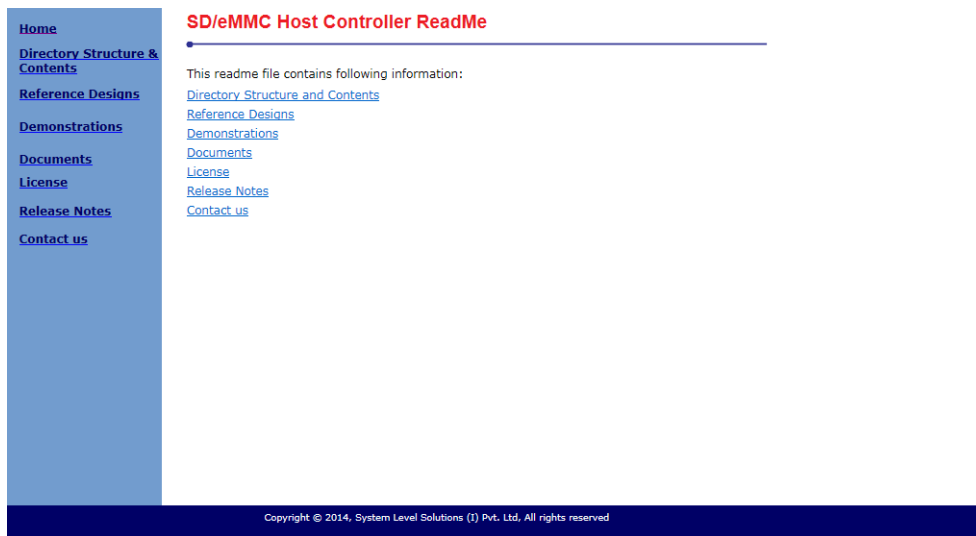 Home
Directory Structure &
Contents
Reference Designs
Demonstrations
Documents
License
Release Notes
Contact us
SD/eMMC Host Controller ReadMe
This readme file contains following information:
Directory Structure and Contents
Reference Designs
Demonstrations
Documents
License
Release Notes
Contact us
Copyright © 2014, System Level Solutions (I) Pvt. Ltd, All rights reserved